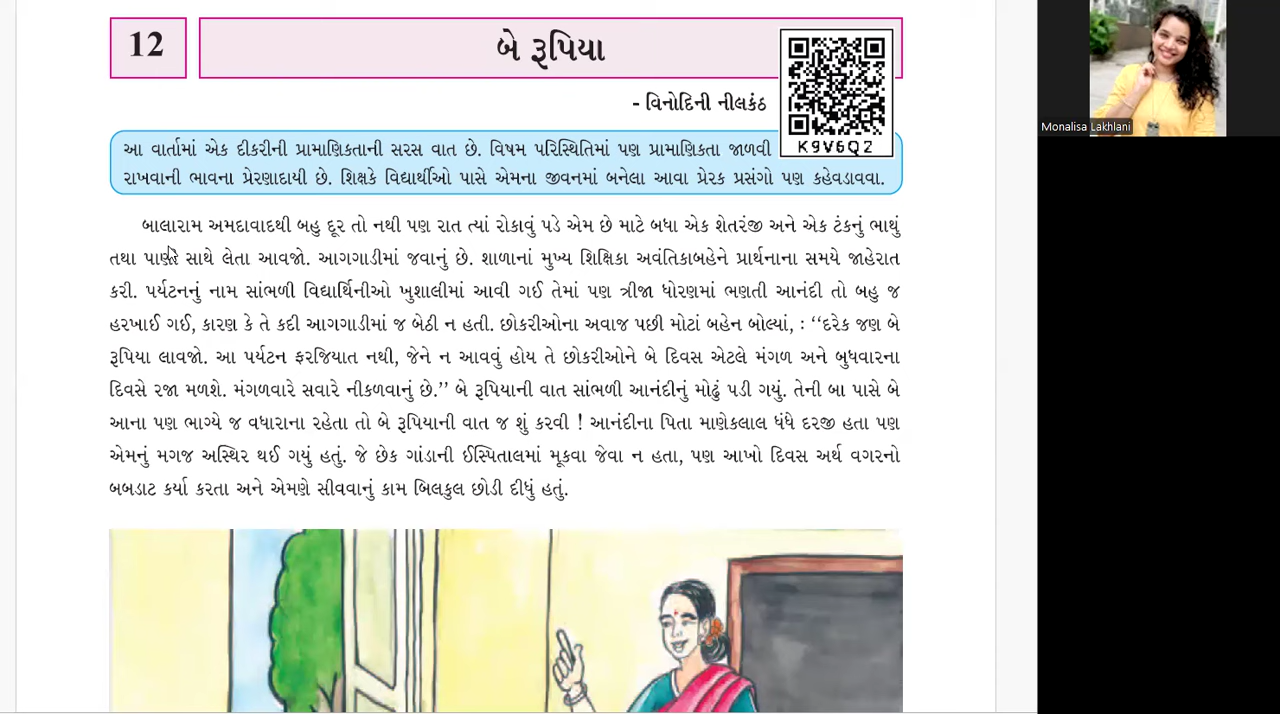 12
બે રૂપિયા
- વિનોદિની નીલકંઠ
K9V6Q2
Monalisa Lakhlani
આ વાર્તામાં એક દીકરીની પ્રામાણિકતાની સરસ વાત છે. વિષમ પરિસ્થિતિમાં પણ પ્રામાણિકતા જાળવી
રાખવાની ભાવના પ્રેરણાદાયી છે. શિક્ષકે વિદ્યાર્થીઓ પાસે એમના જીવનમાં બનેલા આવા પ્રેરક પ્રસંગો પણ કહેવડાવવા.
બાલારામ અમદાવાદથી બહુ દૂર તો નથી પણ રાત ત્યાં રોકાવું પડે એમ છે માટે બધા એક શેતરંજી અને એક ટંકનું ભાથું
તથા સાથે લેતા આવજો. આગગાડીમાં જવાનું છે. શાળાનાં મુખ્ય શિક્ષિકા અવંતિકાબહેને પ્રાર્થનાના સમયે જાહેરાત
કરી. પર્યટનનું નામ સાંભળી વિદ્યાર્થિનીઓ ખુશાલીમાં આવી ગઈ તેમાં પણ ત્રીજા ધોરણમાં ભણતી આનંદી તો બહુ જ
હરખાઈ ગઈ, કારણ કે તે કદી આગગાડીમાં જ બેઠી ન હતી. છોકરીઓના અવાજ પછી મોટાં બહેન બોલ્યાં, : ‘‘દરેક જણ બે
રૂપિયા લાવજો. આ પર્યટન ફરજિયાત નથી, જેને ન આવવું હોય તે છોકરીઓને બે દિવસ એટલે મંગળ અને બુધવારના
દિવસે રજા મળશે. મંગળવારે સવારે નીકળવાનું છે.’’ બે રૂપિયાની વાત સાંભળી આનંદીનું મોઢું પડી ગયું. તેની બા પાસે બે
આના પણ ભાગ્યે જ વધારાના રહેતા તો બે રૂપિયાની વાત જ શું કરવી ! આનંદીના પિતા માણેકલાલ ધંધે દરજી હતા પણ
એમનું મગજ અસ્થિર થઈ ગયું હતું. જે છેક ગાંડાની ઈસ્પિતાલમાં મૂકવા જેવા ન હતા, પણ આખો દિવસ અર્થ વગરનો
બબડાટ કર્યા કરતા અને એમણે સીવવાનું કામ બિલકુલ છોડી દીધું હતું.